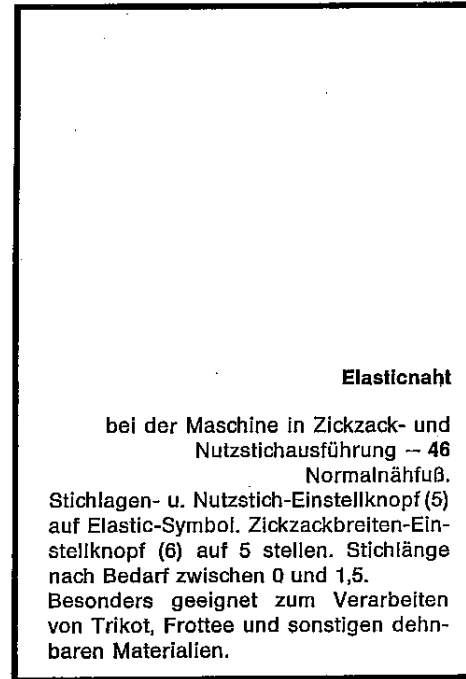 Elasticnaht
bei der Maschine in Zickzack- und
Nutzstichausführung — 46
Normalnähfuß.
Stichlagen- u. Nutzstich-Einstellknopf (5)
auf Elastic-Symbol. Zickzackbreiten-Ein-
stellknopf (6) auf 5 stellen. Stichlänge
nach Bedarf zwischen 0 und 1,5.
Besonders geeignet zum Verarbeiten
von Trikot, Frottee und sonstigen dehn-
baren Materialien.